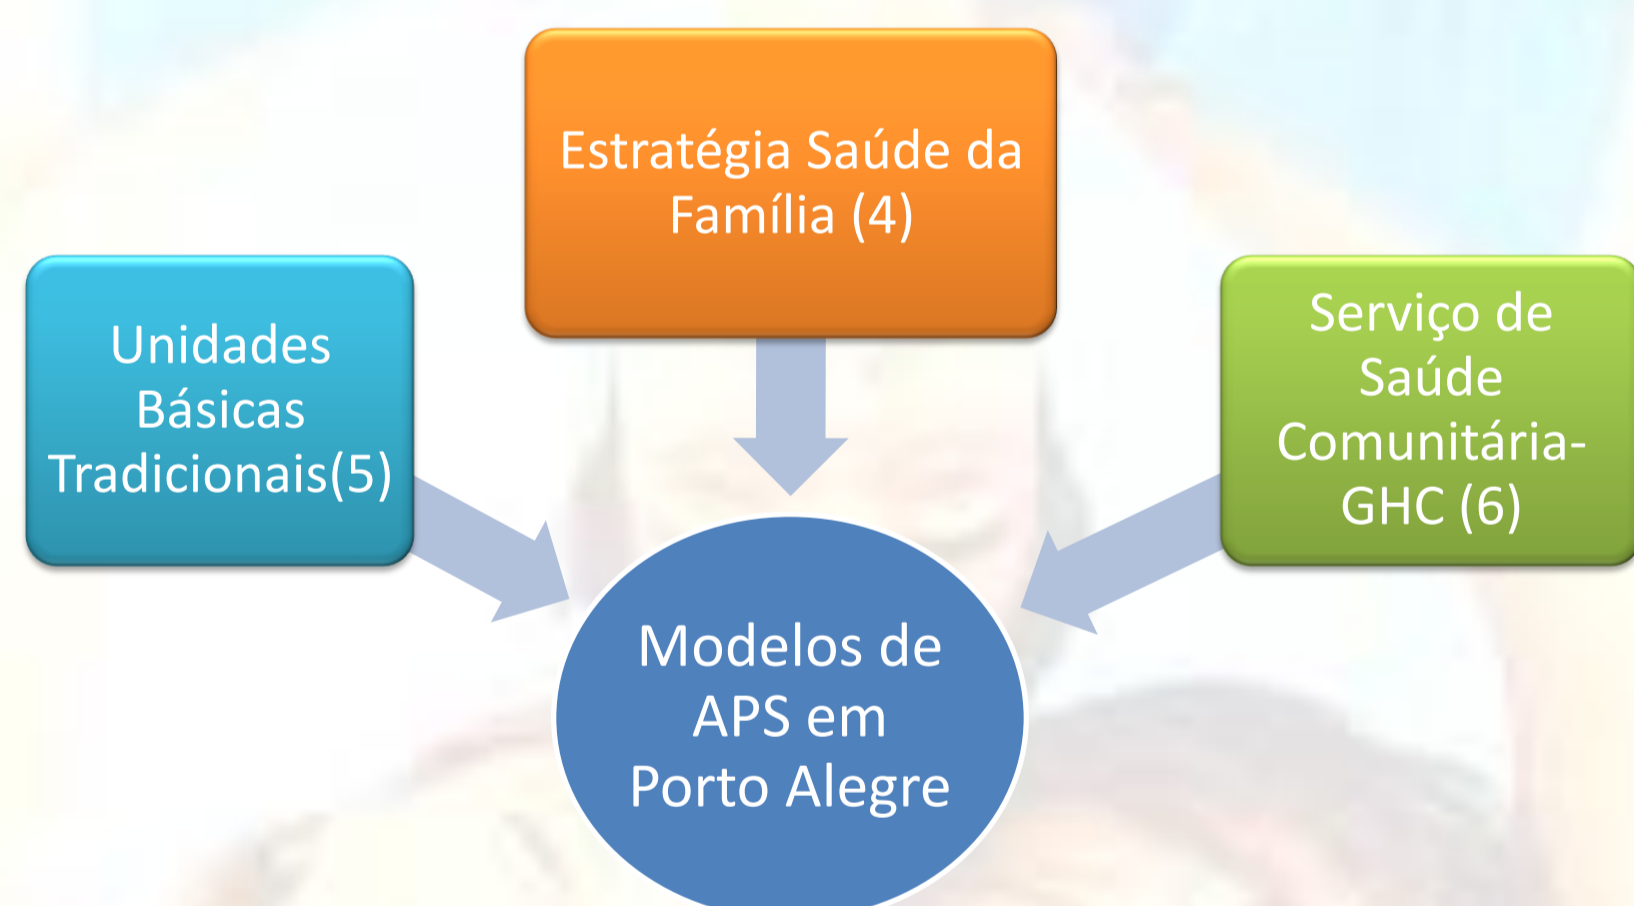 Estratégia Saúde da
Família (4)
Unidades
Básicas
Tradicionais(5)
Serviço de
Saúde
Comunitária-
GHC (6)
Modelos de
APS em
Porto Alegre